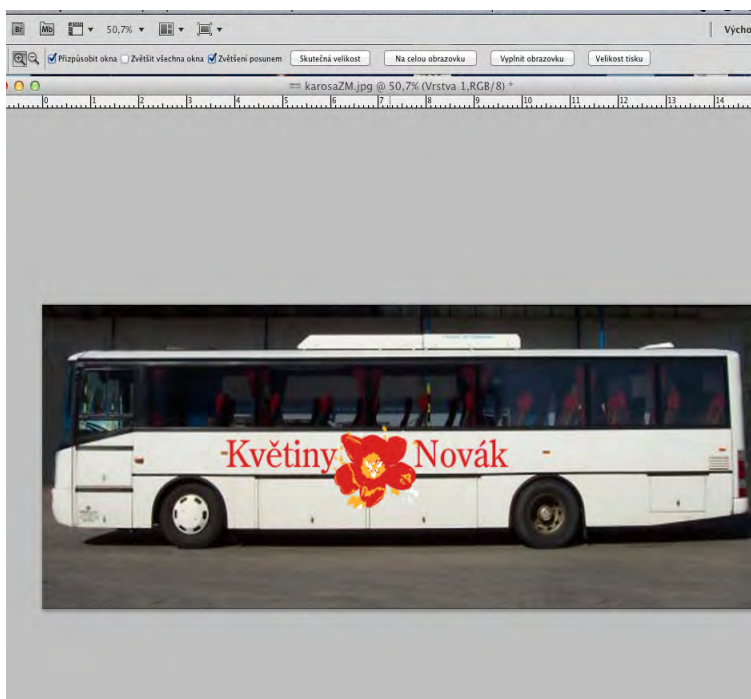 Br Mb 50,7% Výcho
Přizpůsobit okna Zvětšit všechna okna Zvětšení posunem Skutečná velikost Na celou obrazovku Vyplnit obrazovku Velikost tisku
karosaZM.jpg @ 50,7% (Vrstva 1,RGB/8) *
0 1 2 3 4 5 6 7 8 9 10 11 12 13 14
Květiny Novák